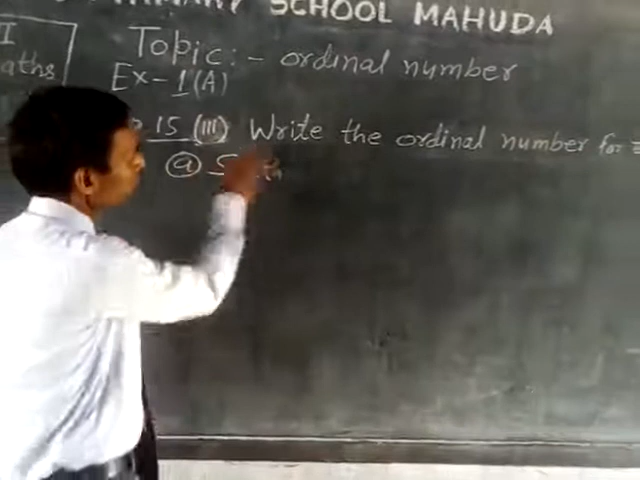 SCHOOL MAHUDA
I
aths
Topic:- ordinal number
Ex-1(A)
15 (III) Write the ordinal number for
(a)